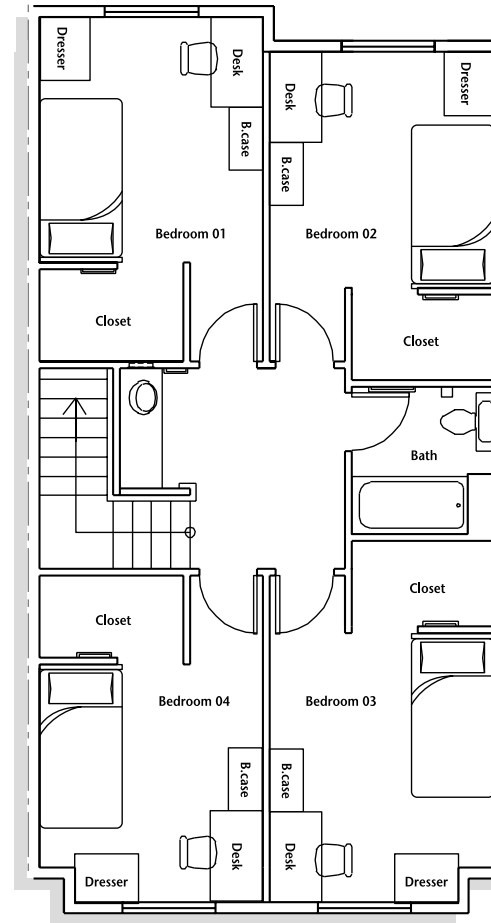 Dresser
Desk
B.case
Bedroom 01
Closet
Desk
B.case
Dresser
Bedroom 02
Closet
Bath
Closet
Bedroom 04
B.case
Desk
Dresser
Closet
Bedroom 03
B.case
Desk
Dresser